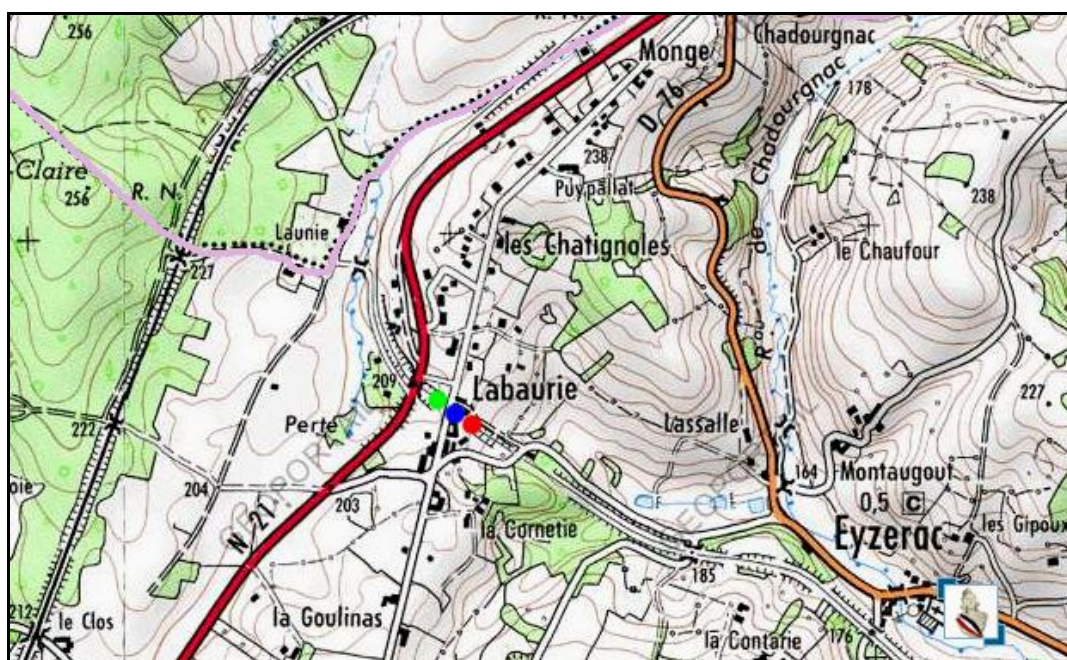 256
R. N.
Chadourgnac
Monge
D 76
178
Claire
256
R. N.
238
Puypallat
Rau de Chadourgnac
238
Launie
227
les Chatignoles
le Chaufour
209
Labaurie
227
Perte
Lassalle
222
204
203
164
Montaugout
0,5 C
N 21
la Cornetie
Eyzerac
les Gipoux
185
212
le Clos
la Goulinas
la Contarie
176